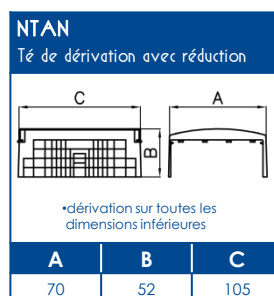 NTAN
Té de dérivation avec réduction
C
A
B
•dérivation sur toutes les
dimensions inférieures
A B C
70 52 105